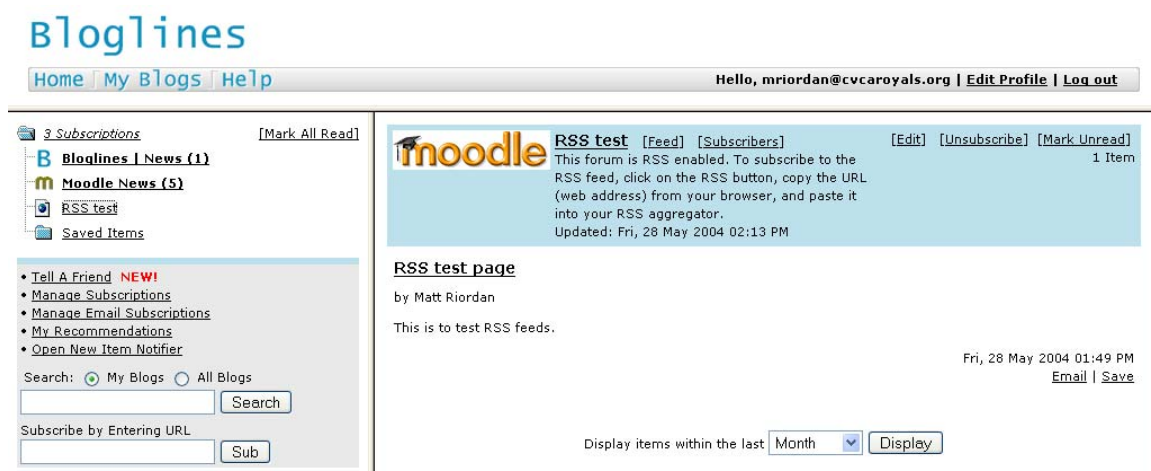 Bloglines
Home My Blogs Help
Hello, mriordan@cvcaroyals.org | Edit Profile | Log out
3 Subscriptions [Mark All Read]
Bloglines | News (1)
Moodle News (5)
RSS test
Saved Items
• Tell A Friend NEW!
• Manage Subscriptions
• Manage Email Subscriptions
• My Recommendations
• Open New Item Notifier
Search: My Blogs All Blogs
Search
Subscribe by Entering URL
Sub
moodle
RSS test [Feed] [Subscribers] [Edit] [Unsubscribe] [Mark Unread]
1 Item
This forum is RSS enabled. To subscribe to the
RSS feed, click on the RSS button, copy the URL
(web address) from your browser, and paste it
into your RSS aggregator.
Updated: Fri, 28 May 2004 02:13 PM
RSS test page
by Matt Riordan
This is to test RSS feeds.
Fri, 28 May 2004 01:49 PM
Email | Save
Display items within the last Month Display